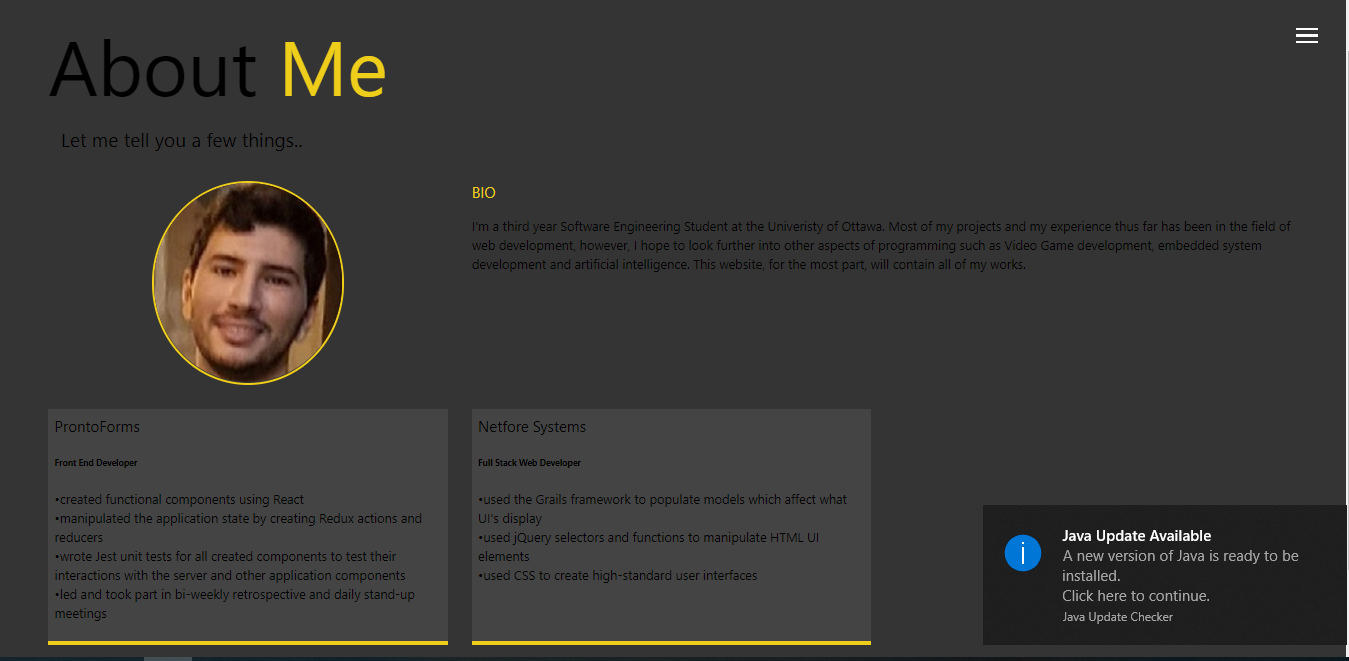 About Me
Let me tell you a few things..
BIO
I'm a third year Software Engineering Student at the Univeristy of Ottawa. Most of my projects and my experience thus far has been in the field of
web development, however, I hope to look further into other aspects of programming such as Video Game development, embedded system
development and artificial intelligence. This website, for the most part, will contain all of my works.
ProntoForms
Front End Developer
•created functional components using React
•manipulated the application state by creating Redux actions and
reducers
•wrote Jest unit tests for all created components to test their
interactions with the server and other application components
•led and took part in bi-weekly retrospective and daily stand-up
meetings
Netfore Systems
Full Stack Web Developer
•used the Grails framework to populate models which affect what
UI's display
•used jQuery selectors and functions to manipulate HTML UI
elements
•used CSS to create high-standard user interfaces
Java Update Available
A new version of Java is ready to be
installed.
Click here to continue.
Java Update Checker